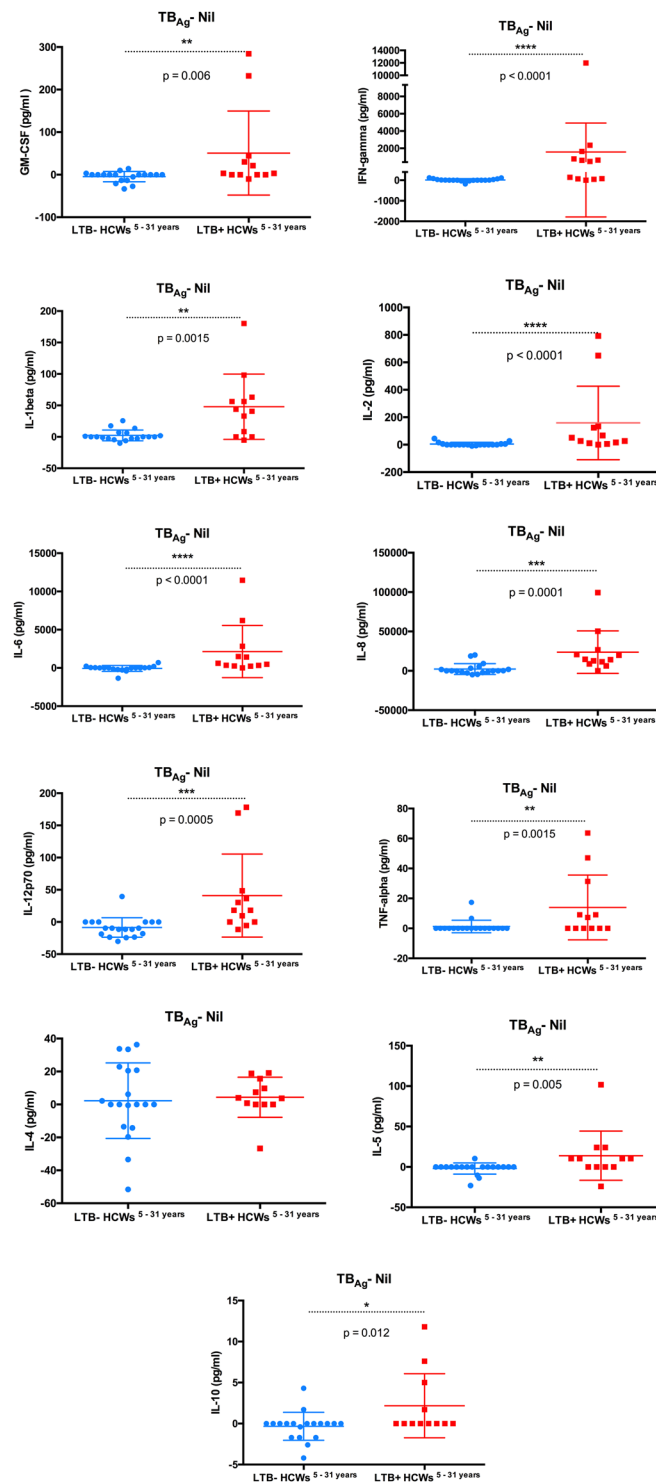 TBAg- Nil
**
p = 0.006
GM-CSF (pg/ml)
300
200
100
0
-100
LTB- HCWs 5 - 31 years LTB+ HCWs 5 - 31 years
TBAg- Nil
****
p < 0.0001
IFN-gamma (pg/ml)
14000
12000
10000
8000
6000
4000
2000
0
-2000
LTB- HCWs 5 - 31 years LTB+ HCWs 5 - 31 years
TBAg- Nil
**
p = 0.0015
IL-1beta (pg/ml)
200
150
100
50
0
-50
LTB- HCWs 5 - 31 years LTB+ HCWs 5 - 31 years
TBAg- Nil
****
p < 0.0001
IL-2 (pg/ml)
1000
800
600
400
200
0
-200
LTB- HCWs 5 - 31 years LTB+ HCWs 5 - 31 years
TBAg- Nil
****
p < 0.0001
IL-6 (pg/ml)
15000
10000
5000
0
-5000
LTB- HCWs 5 - 31 years LTB+ HCWs 5 - 31 years
TBAg- Nil
***
p = 0.0001
IL-8 (pg/ml)
150000
100000
50000
0
-50000
LTB- HCWs 5 - 31 years LTB+ HCWs 5 - 31 years
TBAg- Nil
***
p = 0.0005
IL-12p70 (pg/ml)
200
150
100
50
0
-50
LTB- HCWs 5 - 31 years LTB+ HCWs 5 - 31 years
TBAg- Nil
**
p = 0.0015
TNF-alpha (pg/ml)
80
60
40
20
0
-20
LTB- HCWs 5 - 31 years LTB+ HCWs 5 - 31 years
TBAg- Nil
IL-4 (pg/ml)
40
20
0
-20
-40
-60
LTB- HCWs 5 - 31 years LTB+ HCWs 5 - 31 years
TBAg- Nil
**
p = 0.005
IL-5 (pg/ml)
150
100
50
0
-50
LTB- HCWs 5 - 31 years LTB+ HCWs 5 - 31 years
TBAg- Nil
*
p = 0.012
IL-10 (pg/ml)
15
10
5
0
-5
LTB- HCWs 5 - 31 years LTB+ HCWs 5 - 31 years